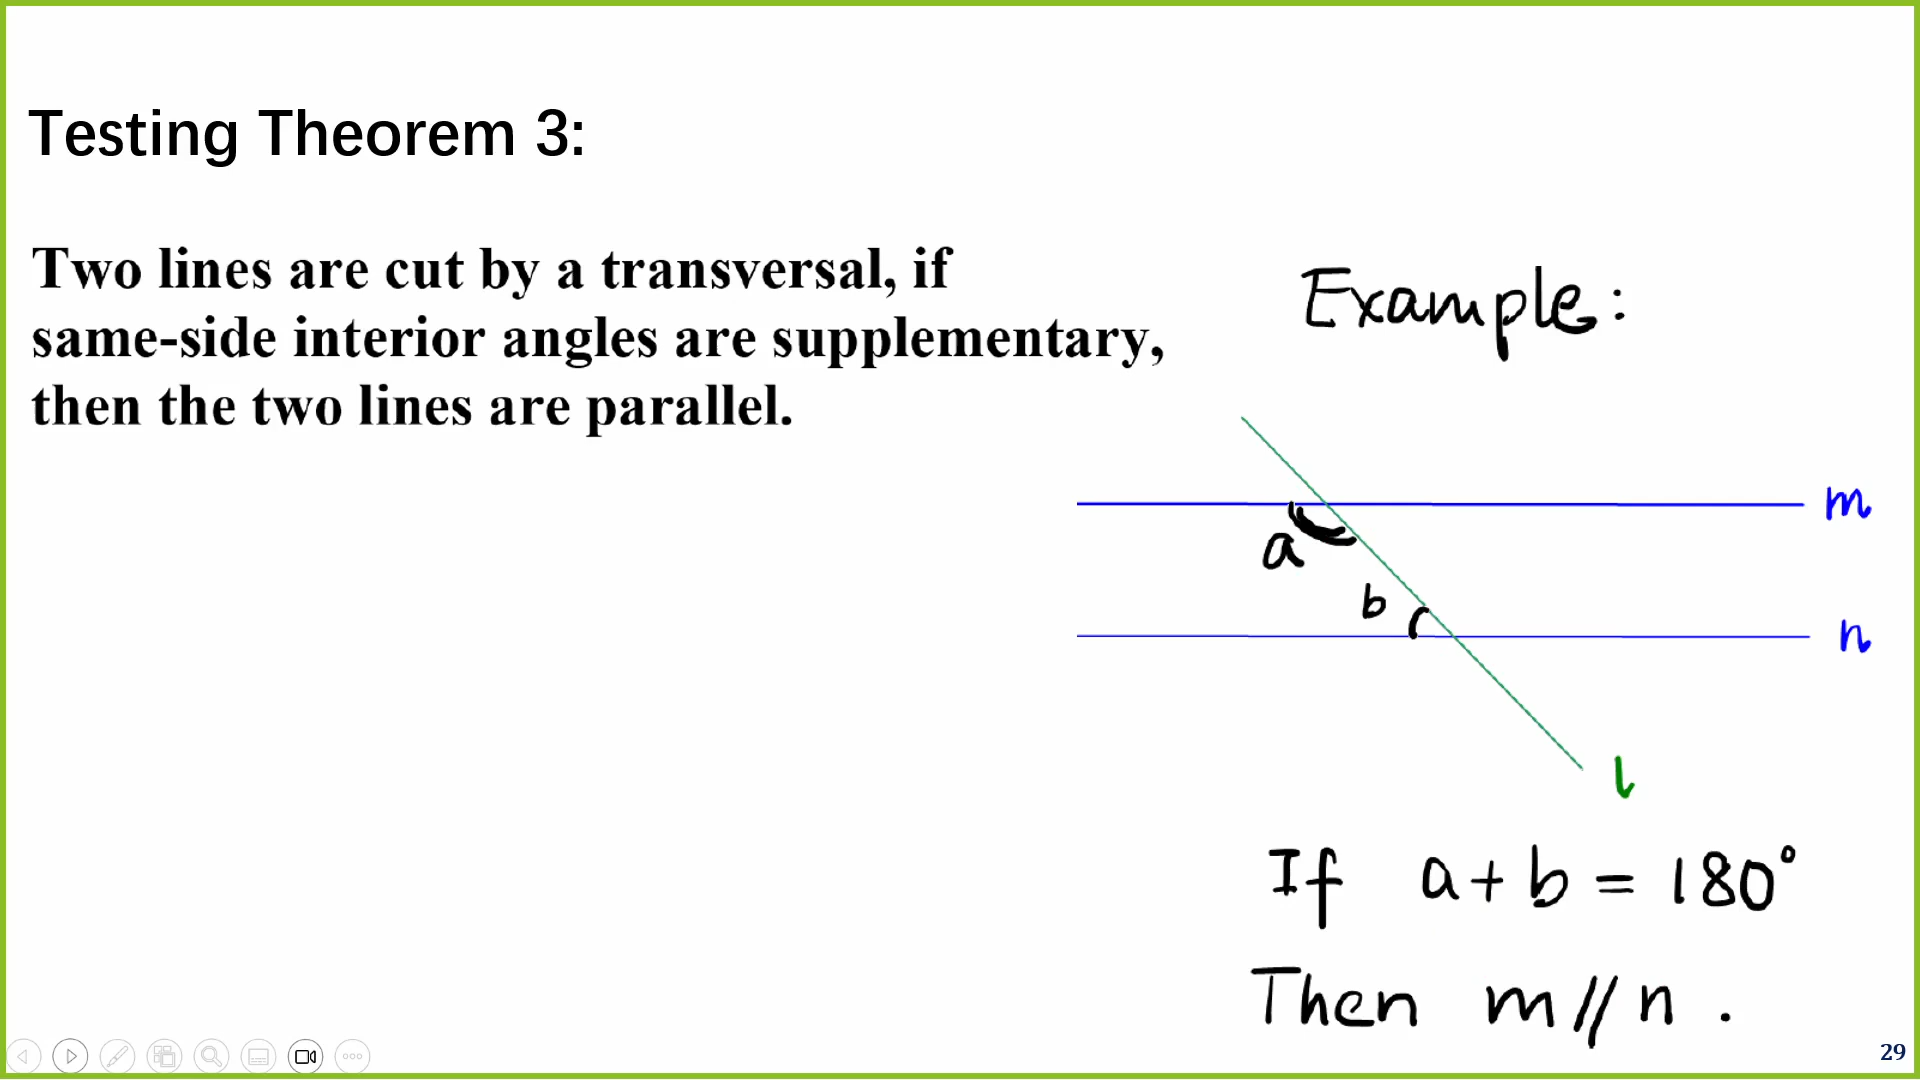 Testing Theorem 3:
Two lines are cut by a transversal, if
same-side interior angles are supplementary,
then the two lines are parallel.
Example:
m
a
b
n
l
If a + b = 180°
Then m // n .
29